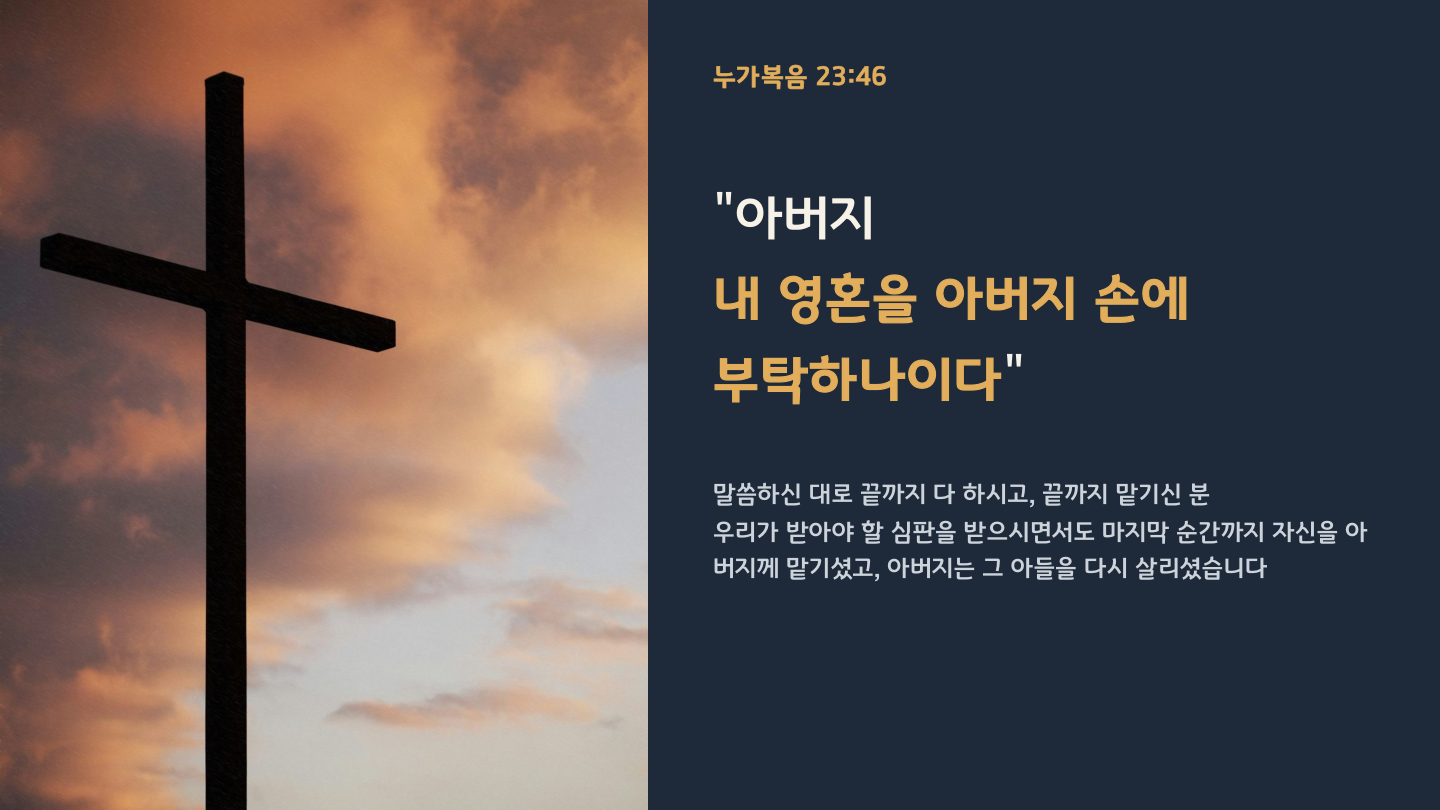 누가복음 23:46
"아버지
내 영혼을 아버지 손에
부탁하나이다"
말씀하신 대로 끝까지 다 하시고, 끝까지 맡기신 분
우리가 받아야 할 심판을 받으시면서도 마지막 순간까지 자신을 아
버지께 맡기셨고, 아버지는 그 아들을 다시 살리셨습니다